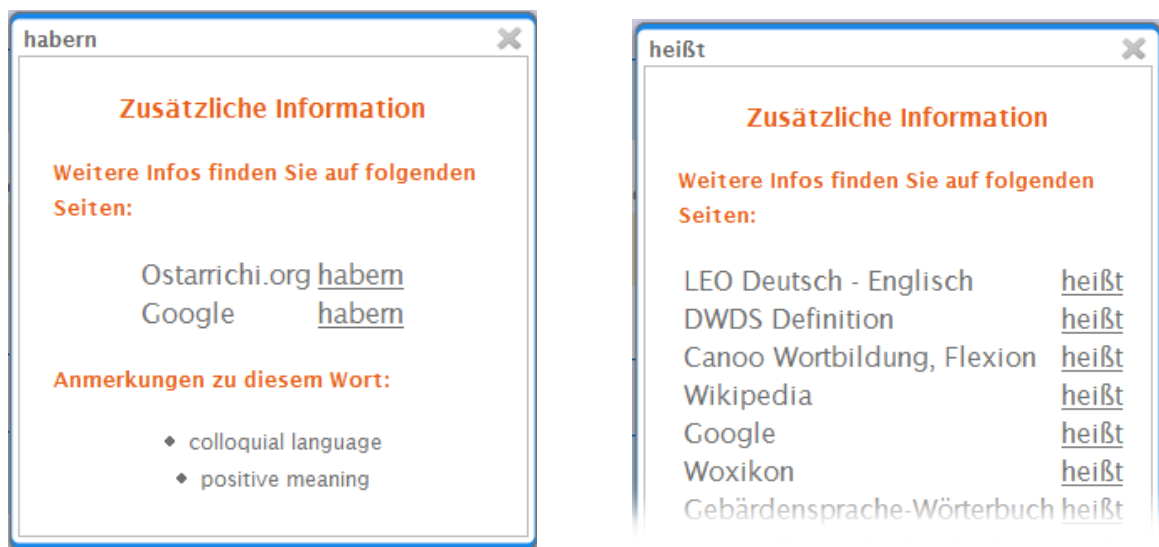 habern
Zusätzliche Information
Weitere Infos finden Sie auf folgenden
Seiten:
Ostarrichi.org habern
Google habern
Anmerkungen zu diesem Wort:
◆ colloquial language
◆ positive meaning
heißt
Zusätzliche Information
Weitere Infos finden Sie auf folgenden
Seiten:
LEO Deutsch - Englisch heißt
DWDS Definition heißt
Canoo Wortbildung, Flexion heißt
Wikipedia heißt
Google heißt
Woxikon heißt
Gebärdensprache-Wörterbuch heißt